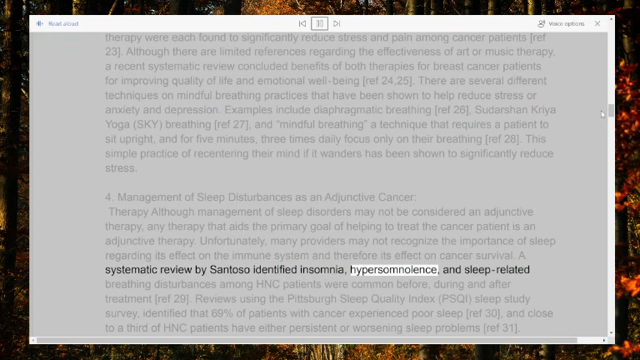 Read aloud
Voice options
therapy were each found to significantly reduce stress and pain among cancer patients [ref
23]. Although there are limited references regarding the effectiveness of art or music therapy,
a recent systematic review concluded benefits of both therapies for breast cancer patients
for improving quality of life and emotional well-being [ref 24,25]. There are several different
techniques on mindful breathing practices that have been shown to help reduce stress or
anxiety and depression. Examples include diaphragmatic breathing [ref 26], Sudarshan Kriya
Yoga (SKY) breathing [ref 27], and “mindful breathing” a technique that requires a patient to
sit upright, and for five minutes, three times daily focus only on their breathing [ref 28]. This
simple practice of recentering their mind if it wanders has been shown to significantly reduce
stress.
4. Management of Sleep Disturbances as an Adjunctive Cancer:
Therapy Although management of sleep disorders may not be considered an adjunctive
therapy, any therapy that aids the primary goal of helping to treat the cancer patient is an
adjunctive therapy. Unfortunately, many providers may not recognize the importance of sleep
regarding its effect on the immune system and therefore its effect on cancer survival. A
systematic review by Santoso identified insomnia, hypersomnolence, and sleep-related
breathing disturbances among HNC patients were common before, during and after
treatment [ref 29]. Reviews using the Pittsburgh Sleep Quality Index (PSQI) sleep study
survey, identified that 69% of patients with cancer experienced poor sleep [ref 30], and close
to a third of HNC patients have either persistent or worsening sleep problems [ref 31].